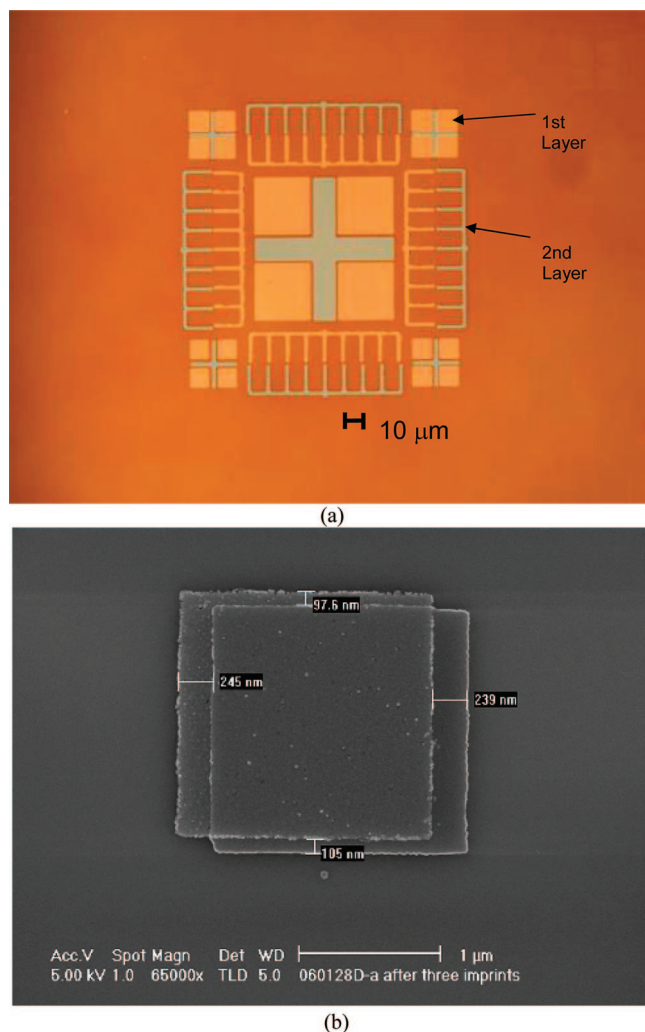 1st
Layer
2nd
Layer
10 μm
(a)
97.6 nm
245 nm
239 nm
105 nm
Acc.V Spot Magn Det WD 1 μm
5.00 kV 1.0 65000x TLD 5.0 060128D-a after three imprints
(b)